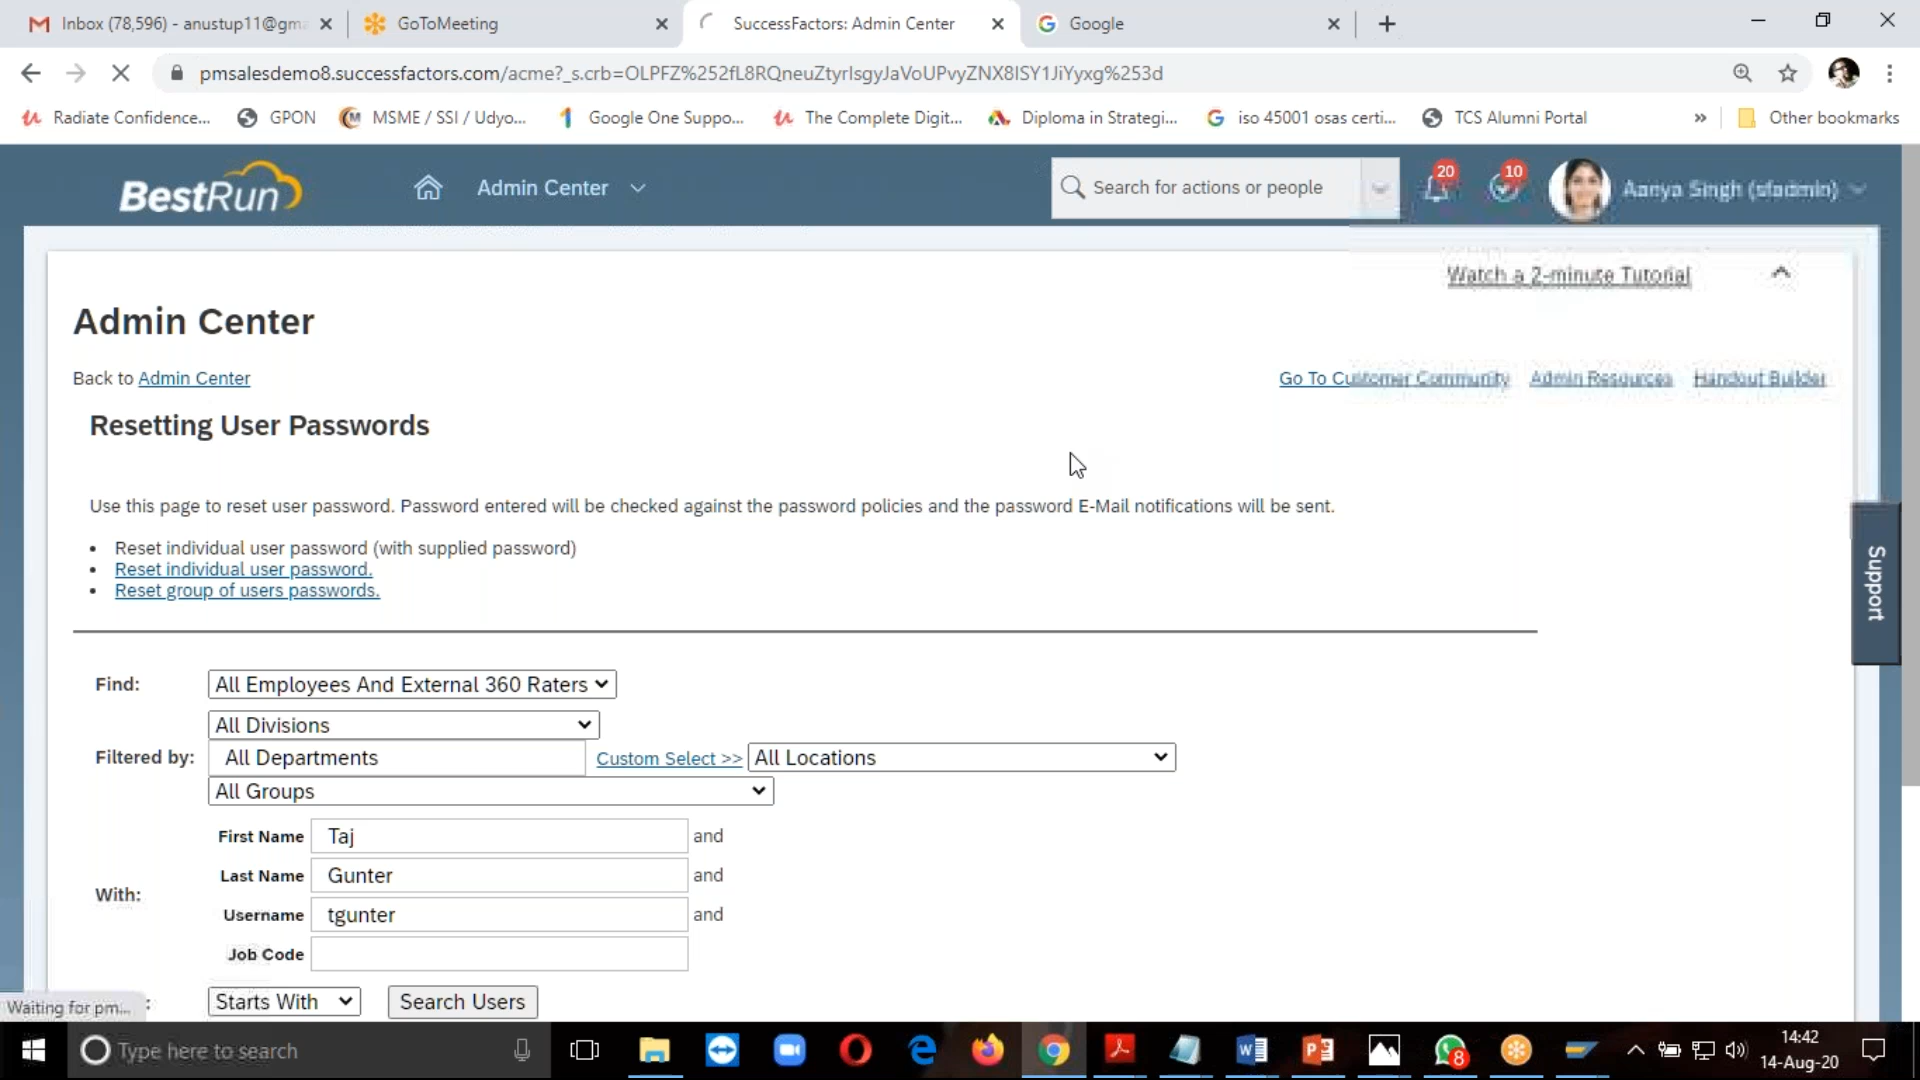 Inbox (78,596) - anustup11@gm
GoToMeeting
SuccessFactors: Admin Center
Google
pmsalesdemo8.successfactors.com/acme?_s.crb=OLPFZ%252fL8RQneuZtyrIsgyJaVoUPvyZNX8ISY1JiYyxg%253d
Radiate Confidence...
GPON
MSME / SSI / Udyo...
Google One Suppo...
The Complete Digit...
Diploma in Strategi...
iso 45001 osas certi...
TCS Alumni Portal
»
Other bookmarks
BestRun
Admin Center
Search for actions or people
20
10
Aanya Singh (sfadmin)
Watch a 2-minute Tutorial
Admin Center
Back to Admin Center
Go To Customer Community
Admin Resources
Handout Builder
Resetting User Passwords
Use this page to reset user password. Password entered will be checked against the password policies and the password E-Mail notifications will be sent.
• Reset individual user password (with supplied password)
• Reset individual user password.
• Reset group of users passwords.
Support
Find: All Employees And External 360 Raters
All Divisions
Filtered by: All Departments Custom Select >> All Locations
All Groups
First Name Taj and
Last Name Gunter and
With:
Username tgunter and
Job Code
Starts With Search Users
Waiting for pm...
Type here to search
8
14:42
14-Aug-20